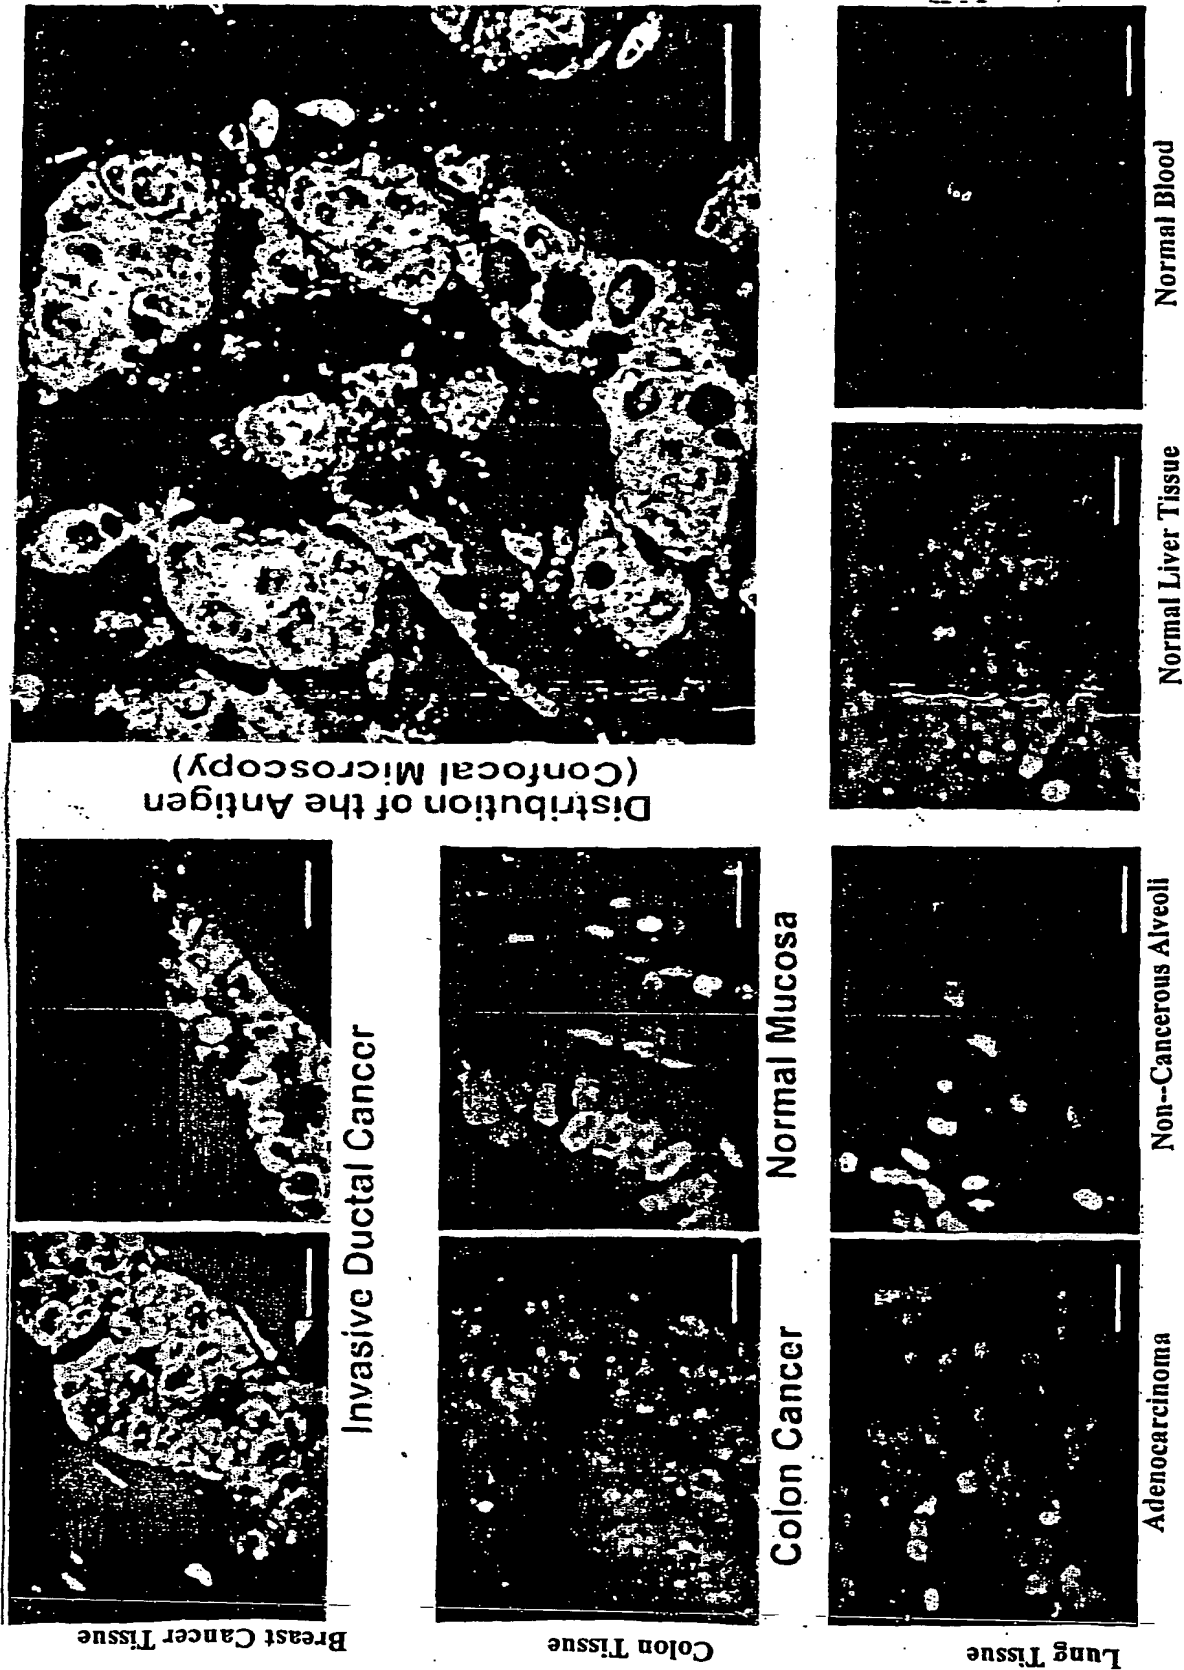 Breast Cancer Tissue
Invasive Ductal Cancer
Distribution of the Antigen
(Confocal Microscopy)
Colon Tissue
Colon Cancer
Normal Mucosa
Lung Tissue
Adenocarcinoma
Non--Cancerous Alveoli
Normal Liver Tissue
Normal Blood